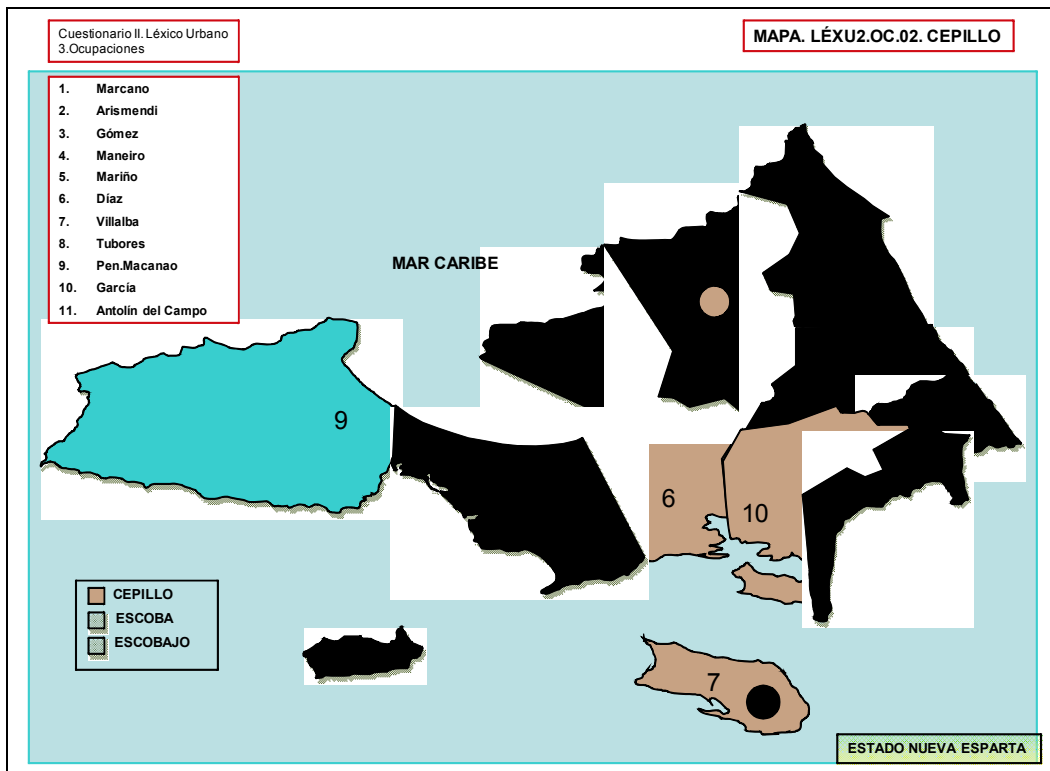 Cuestionario II. Léxico Urbano
3.Ocupaciones
MAPA. LÉXU2.OC.02. CEPILLO
1. Marcano
2. Arismendi
3. Gómez
4. Maneiro
5. Mariño
6. Díaz
7. Villalba
8. Tubores
9. Pen.Macanao
10. García
11. Antolín del Campo
MAR CARIBE
9
6
10
7
CEPILLO
ESCOBA
ESCOBAJO
ESTADO NUEVA ESPARTA